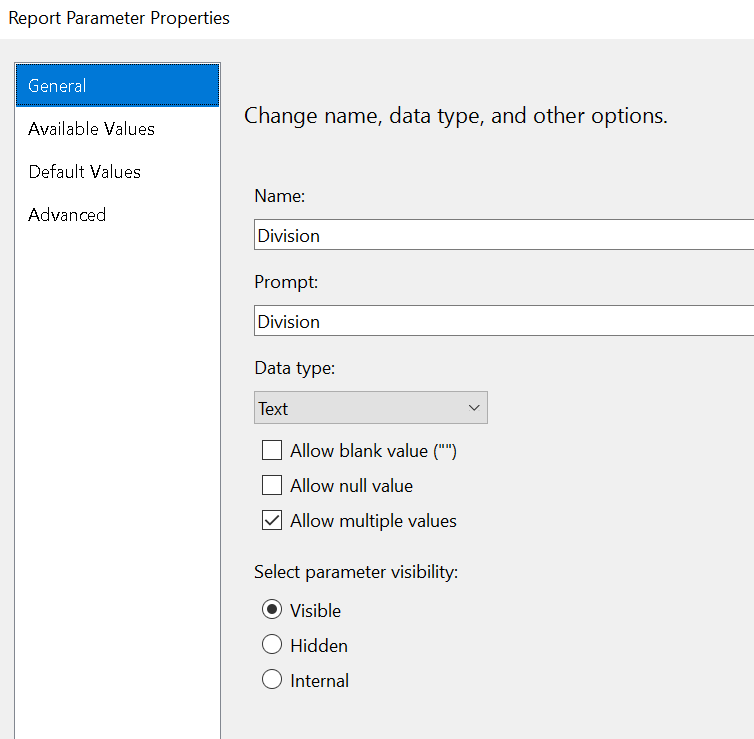 Report Parameter Properties
General
Available Values
Default Values
Advanced
Change name, data type, and other options.
Name:
Division
Prompt:
Division
Data type:
Text
Allow blank value ("")
Allow null value
Allow multiple values
Select parameter visibility:
Visible
Hidden
Internal